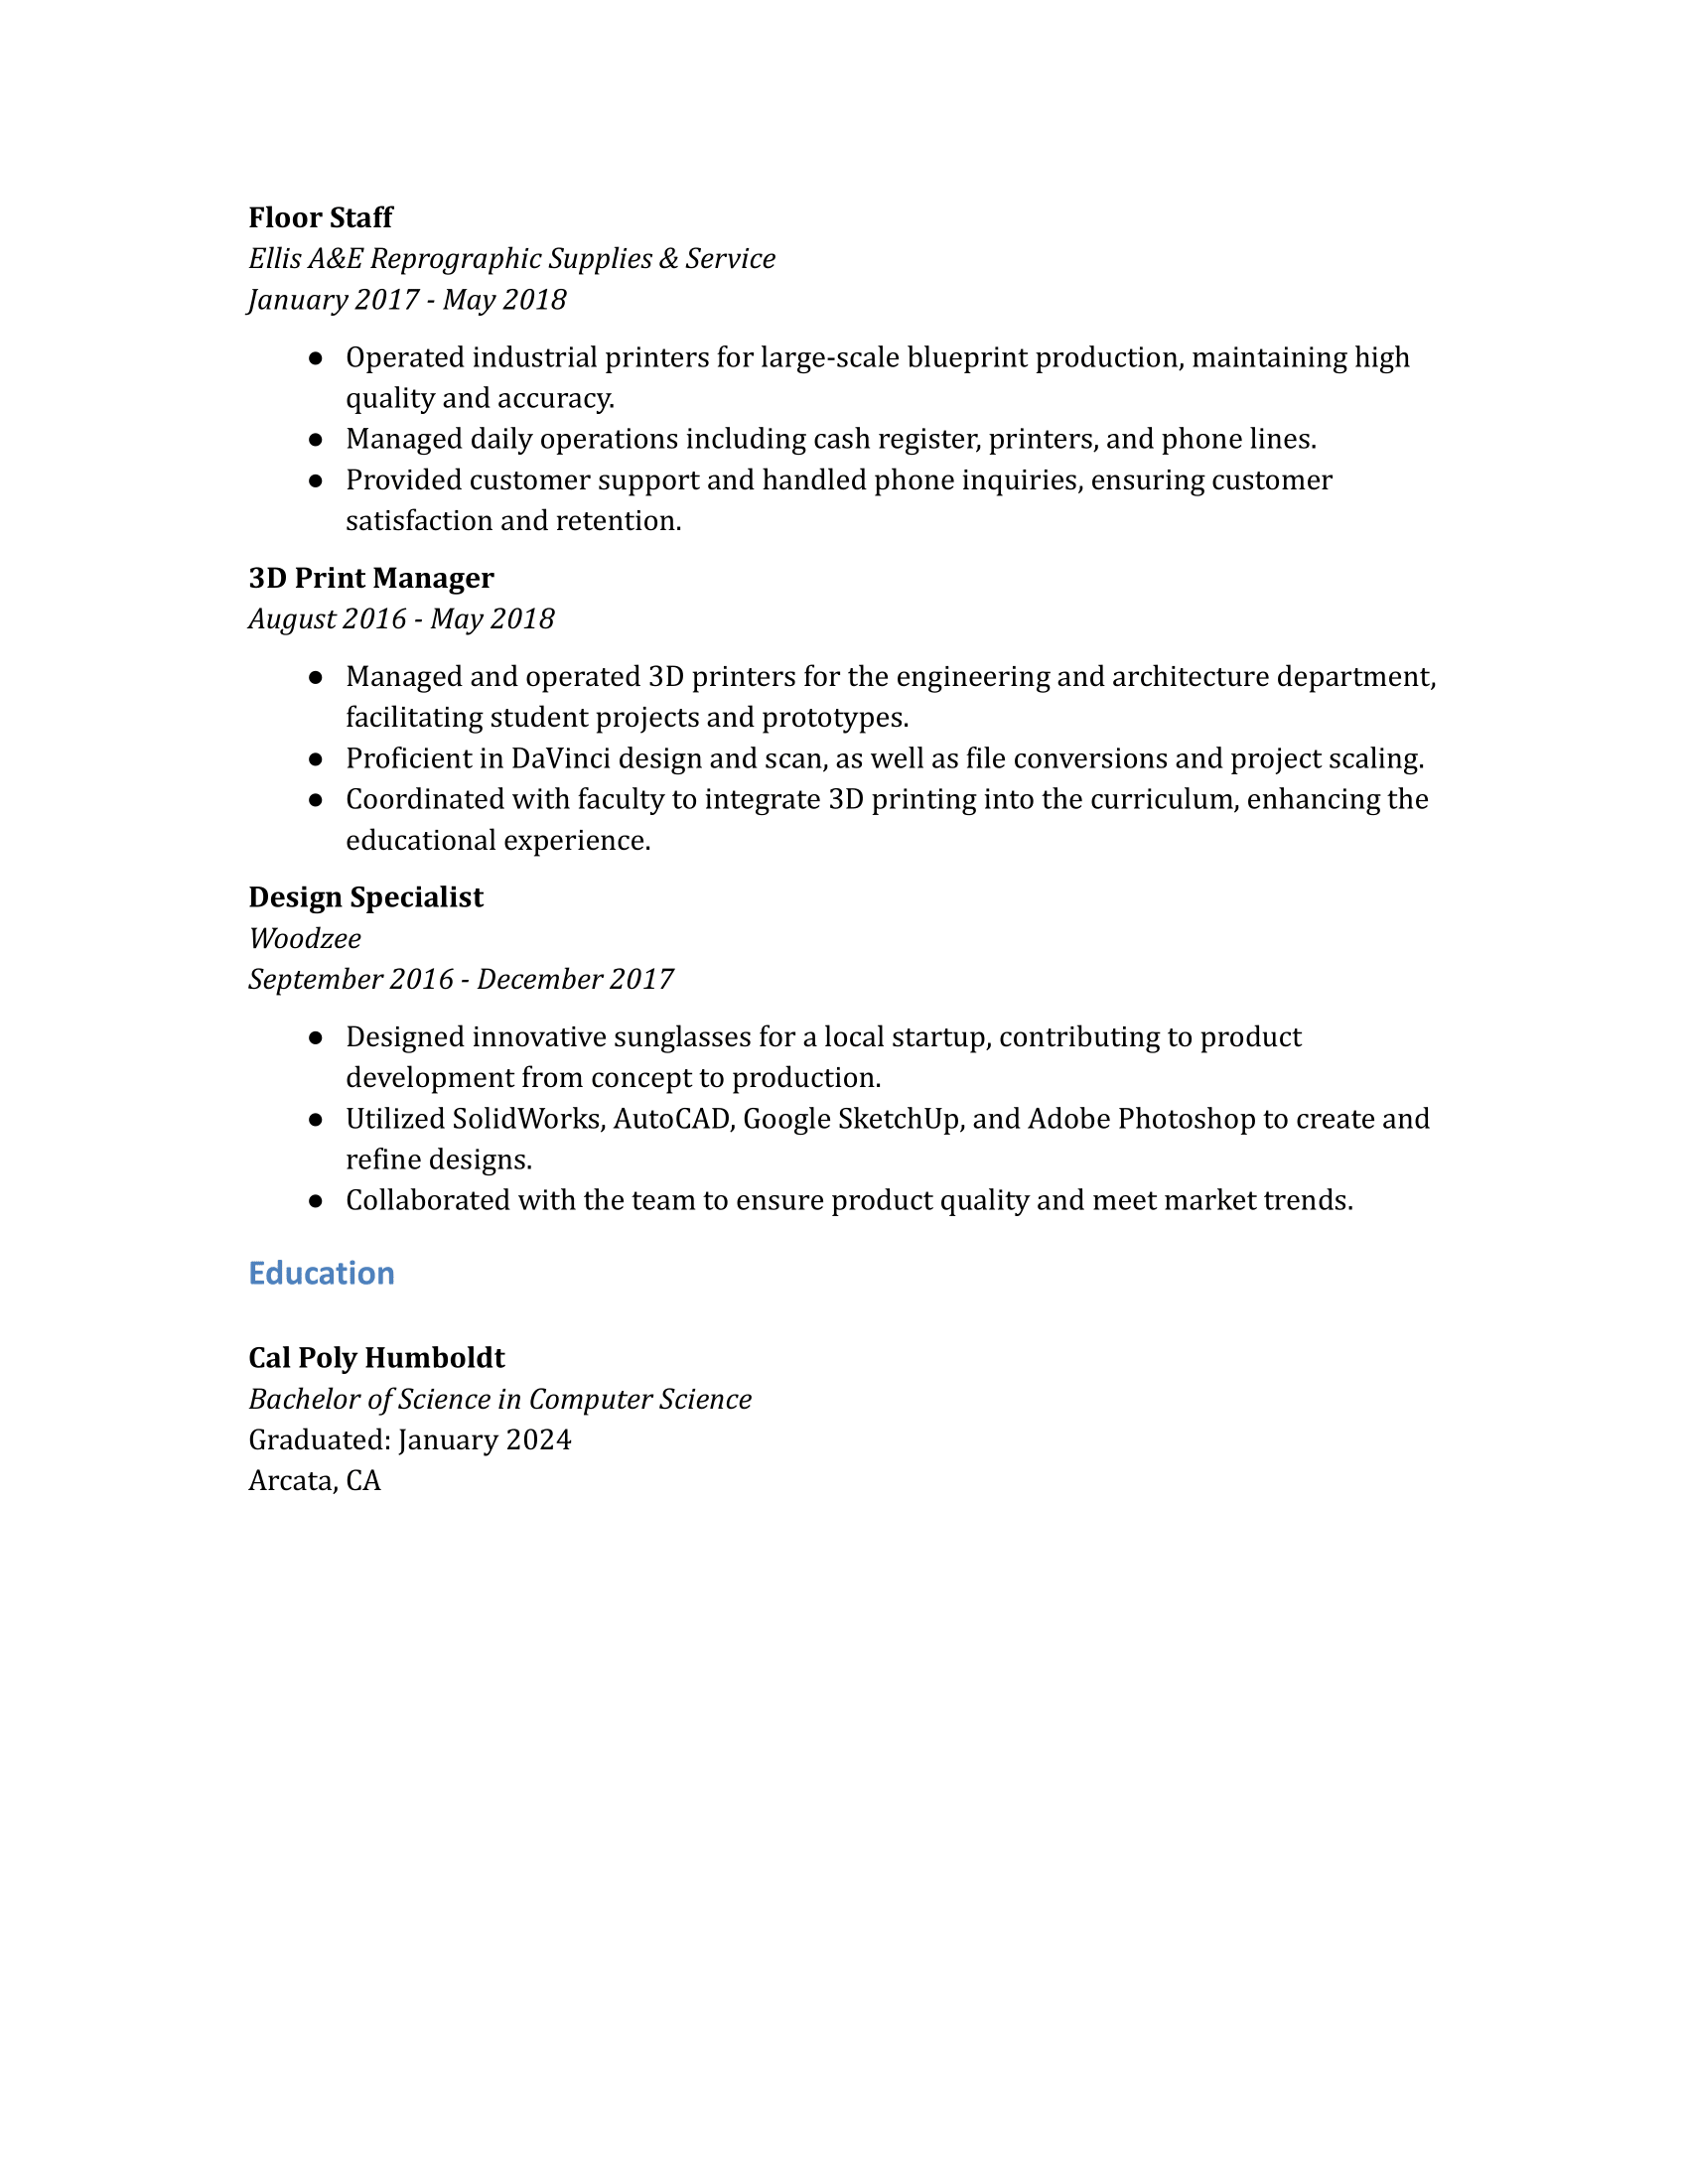 Floor Staff
Ellis A&E Reprographic Supplies & Service
January 2017 - May 2018
● Operated industrial printers for large-scale blueprint production, maintaining high
quality and accuracy.
● Managed daily operations including cash register, printers, and phone lines.
● Provided customer support and handled phone inquiries, ensuring customer
satisfaction and retention.
3D Print Manager
August 2016 - May 2018
● Managed and operated 3D printers for the engineering and architecture department,
facilitating student projects and prototypes.
● Proficient in DaVinci design and scan, as well as file conversions and project scaling.
● Coordinated with faculty to integrate 3D printing into the curriculum, enhancing the
educational experience.
Design Specialist
Woodzee
September 2016 - December 2017
● Designed innovative sunglasses for a local startup, contributing to product
development from concept to production.
● Utilized SolidWorks, AutoCAD, Google SketchUp, and Adobe Photoshop to create and
refine designs.
● Collaborated with the team to ensure product quality and meet market trends.
Education
Cal Poly Humboldt
Bachelor of Science in Computer Science
Graduated: January 2024
Arcata, CA